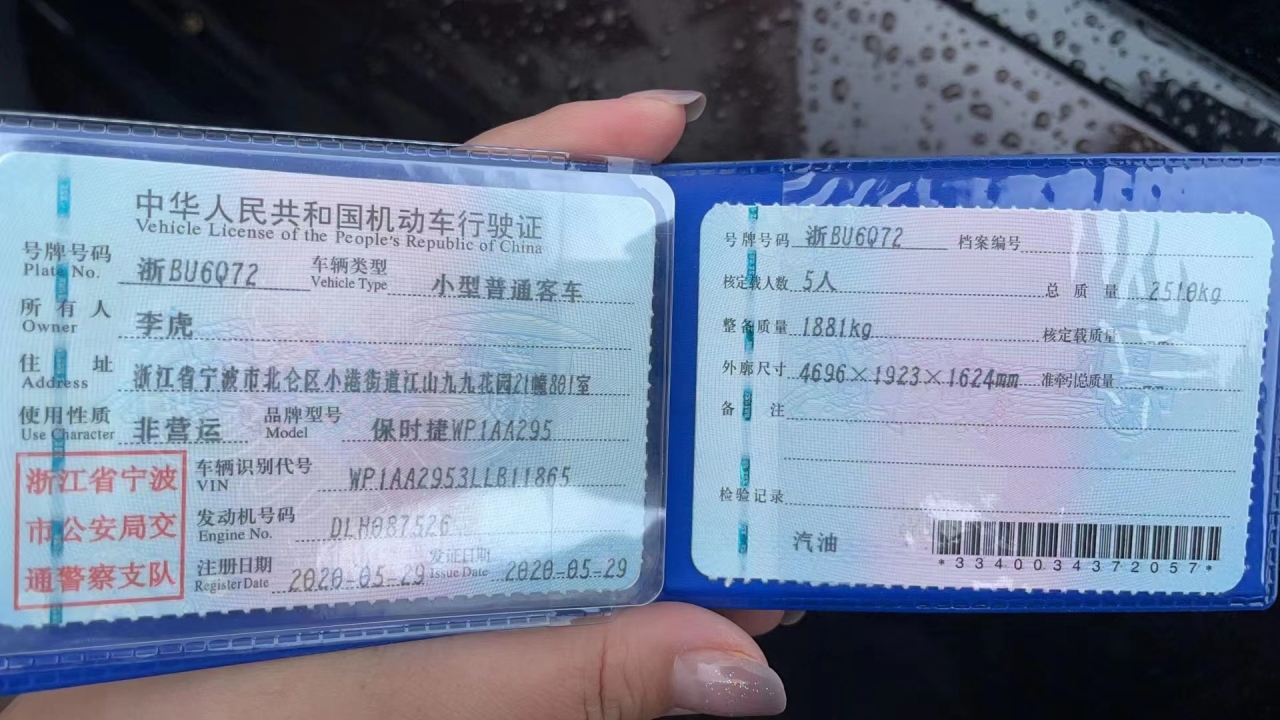 中华人民共和国机动车行驶证
Vehicle License of the People's Republic of China
号牌号码 浙BU6Q72 车辆类型 小型普通客车
Plate No. Vehicle Type
所有人 李虎
Owner
住址 浙江省宁波市北仑区小港街道江山九九花园21幢801室
Address
使用性质 非营运 品牌型号 保时捷WP1AA295
Use Character Model
浙江省宁波
市公安局交
通警察支队
车辆识别代号 WP1AA2953LLB11865
VIN
发动机号码 DLH087526
Engine No.
注册日期 2020-05-29 发证日期 2020-05-29
Register Date Issue Date
号牌号码 浙BU6Q72 档案编号
核定载人数 5人 总质量 2510kg
整备质量 1881kg 核定载质量 --
外廓尺寸 4696×1923×1624mm 准牵引总质量 --
备注
检验记录
汽油
*3340034372057*